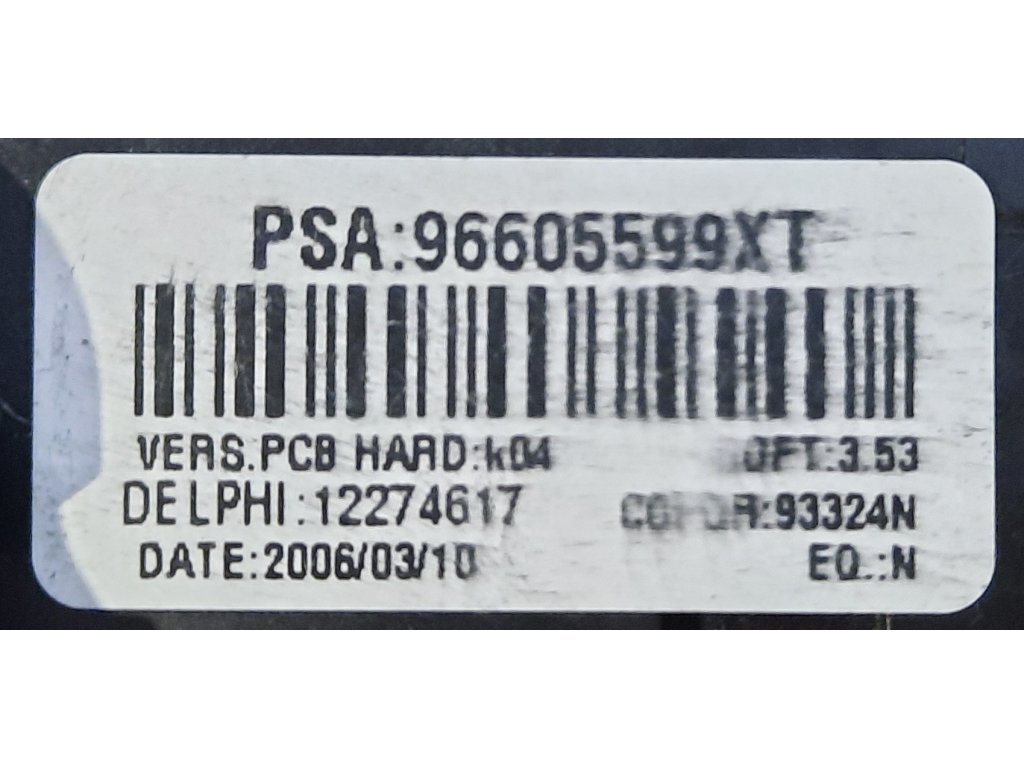 PSA:96605599XT
VERS.PCB HARD:k04 :3.53
DELPHI:12274617 :93324N
DATE:2006/03/10 EQ.:N